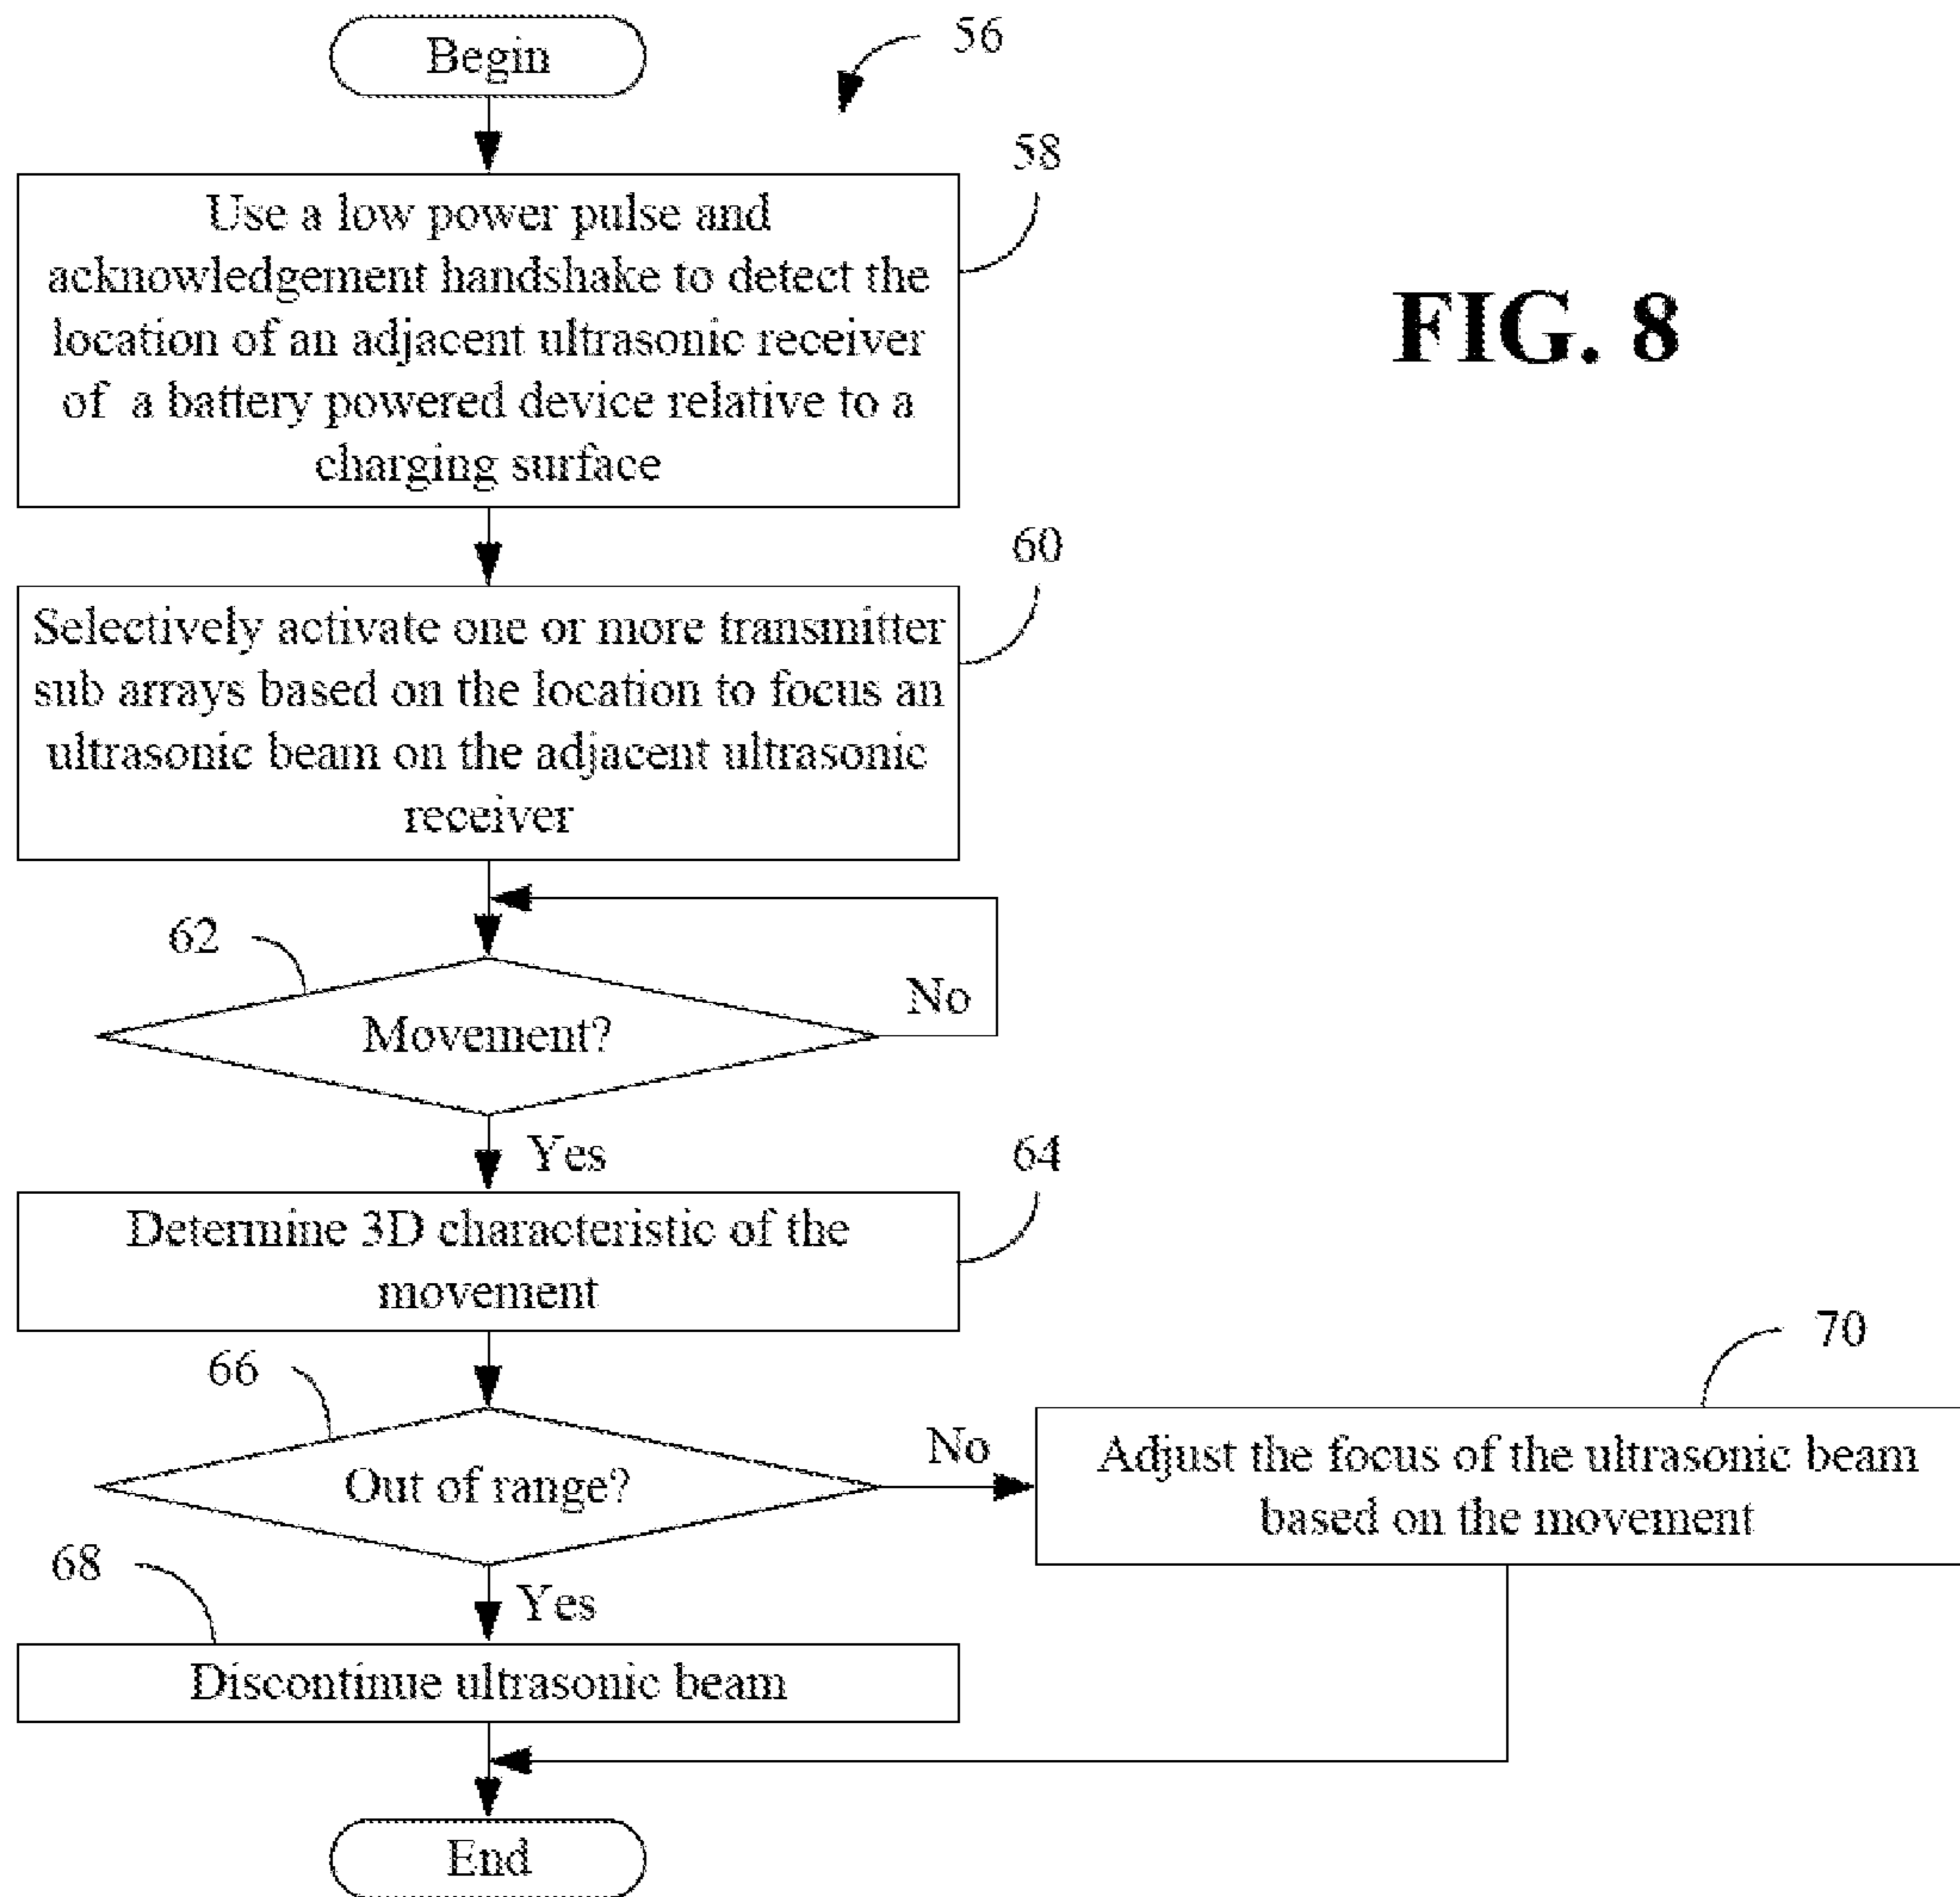 Begin
56
58
Use a low power pulse and
acknowledgement handshake to detect the
location of an adjacent ultrasonic receiver
of a battery powered device relative to a
charging surface
FIG. 8
60
Selectively activate one or more transmitter
sub arrays based on the location to focus an
ultrasonic beam on the adjacent ultrasonic
receiver
62
No
Movement?
Yes
64
Determine 3D characteristic of the
movement
70
66
No
Out of range?
Adjust the focus of the ultrasonic beam
based on the movement
68
Yes
Discontinue ultrasonic beam
End